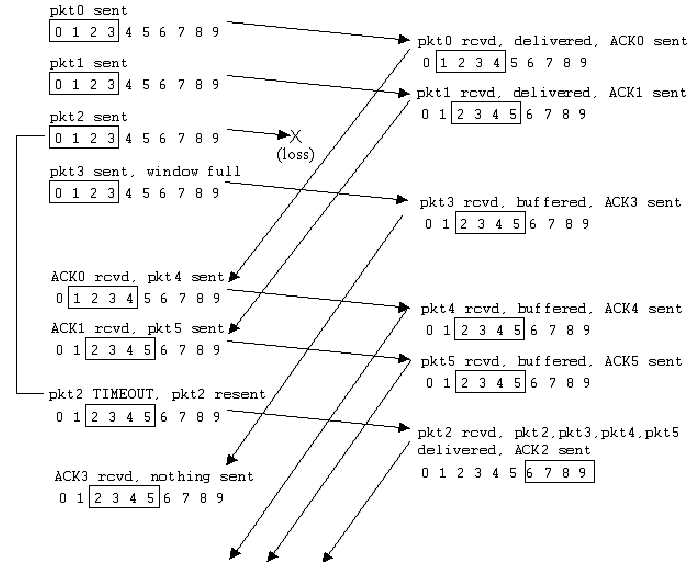 pkt0 sent
0 1 2 3 4 5 6 7 8 9
pkt1 sent
0 1 2 3 4 5 6 7 8 9
pkt2 sent
0 1 2 3 4 5 6 7 8 9
X
(loss)
pkt3 sent, window full
0 1 2 3 4 5 6 7 8 9
ACK0 rcvd, pkt4 sent
0 1 2 3 4 5 6 7 8 9
ACK1 rcvd, pkt5 sent
0 1 2 3 4 5 6 7 8 9
pkt2 TIMEOUT, pkt2 resent
0 1 2 3 4 5 6 7 8 9
ACK3 rcvd, nothing sent
0 1 2 3 4 5 6 7 8 9
pkt0 rcvd, delivered, ACK0 sent
0 1 2 3 4 5 6 7 8 9
pkt1 rcvd, delivered, ACK1 sent
0 1 2 3 4 5 6 7 8 9
pkt3 rcvd, buffered, ACK3 sent
0 1 2 3 4 5 6 7 8 9
pkt4 rcvd, buffered, ACK4 sent
0 1 2 3 4 5 6 7 8 9
pkt5 rcvd, buffered, ACK5 sent
0 1 2 3 4 5 6 7 8 9
pkt2 rcvd, pkt2,pkt3,pkt4,pkt5
delivered, ACK2 sent
0 1 2 3 4 5 6 7 8 9